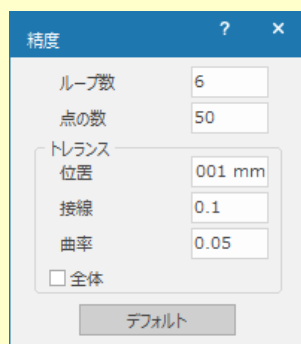 精度 ? ×
ループ数 6
点の数 50
トレランス
位置 001 mm
接線 0.1
曲率 0.05
全体
デフォルト